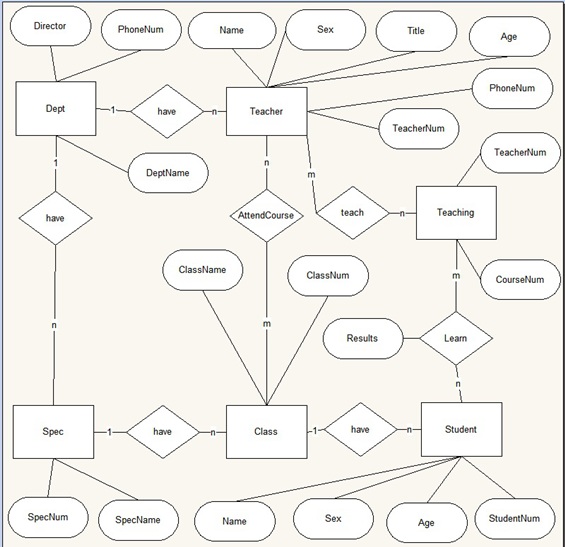 Director
PhoneNum
Name
Sex
Title
Age
Dept
1
have
n
Teacher
PhoneNum
TeacherNum
1
DeptName
n
m
TeacherNum
have
AttendCourse
teach
n
Teaching
ClassName
ClassNum
m
CourseNum
n
m
Results
Learn
n
Spec
1
have
n
Class
1
have
n
Student
SpecNum
SpecName
Name
Sex
Age
StudentNum